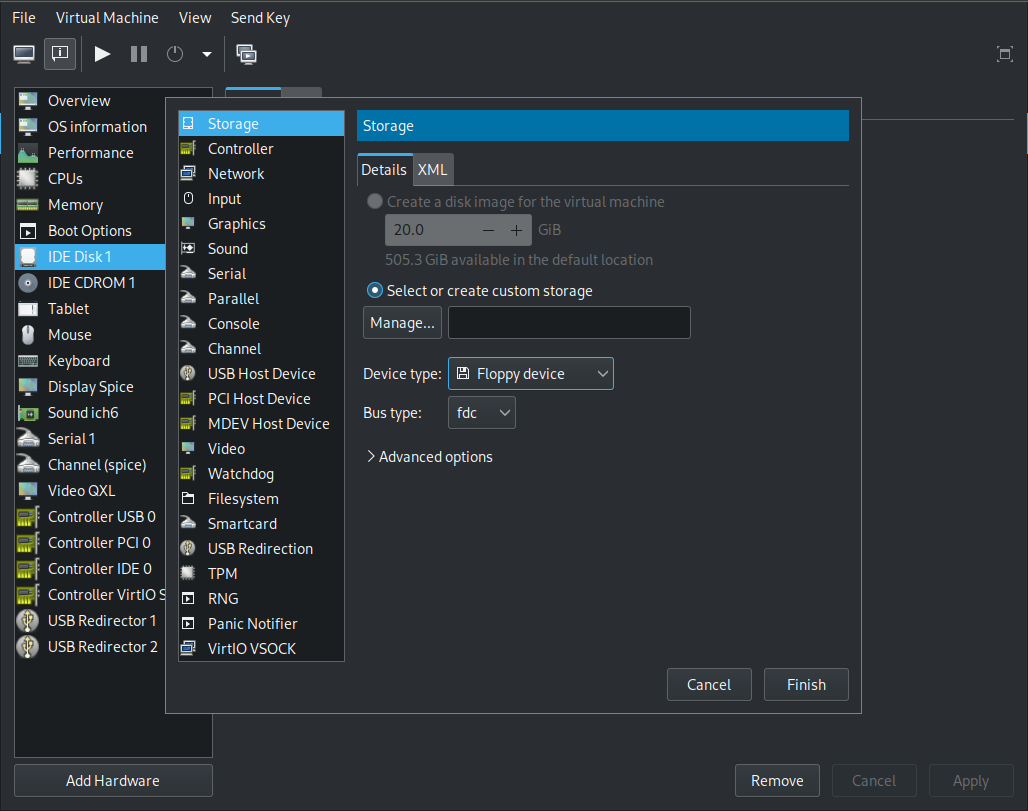 File Virtual Machine View Send Key
Overview
OS information
Performance
CPUs
Memory
Boot Options
IDE Disk 1
IDE CDROM 1
Tablet
Mouse
Keyboard
Display Spice
Sound ich6
Serial 1
Channel (spice)
Video QXL
Controller USB 0
Controller PCI 0
Controller IDE 0
Controller VirtIO S
USB Redirector 1
USB Redirector 2
Add Hardware
Storage
Controller
Network
Input
Graphics
Sound
Serial
Parallel
Console
Channel
USB Host Device
PCI Host Device
MDEV Host Device
Video
Watchdog
Filesystem
Smartcard
USB Redirection
TPM
RNG
Panic Notifier
VirtIO VSOCK
Storage
Details XML
Create a disk image for the virtual machine
20.0 − + GiB
505.3 GiB available in the default location
Select or create custom storage
Manage...
Device type: Floppy device
Bus type: fdc
Advanced options
Cancel Finish
Remove Cancel Apply